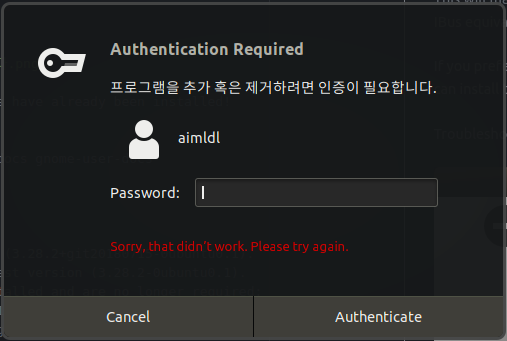 Authentication Required
프로그램을 추가 혹은 제거하려면 인증이 필요합니다.
aimldl
Password:
Sorry, that didn't work. Please try again.
Cancel
Authenticate